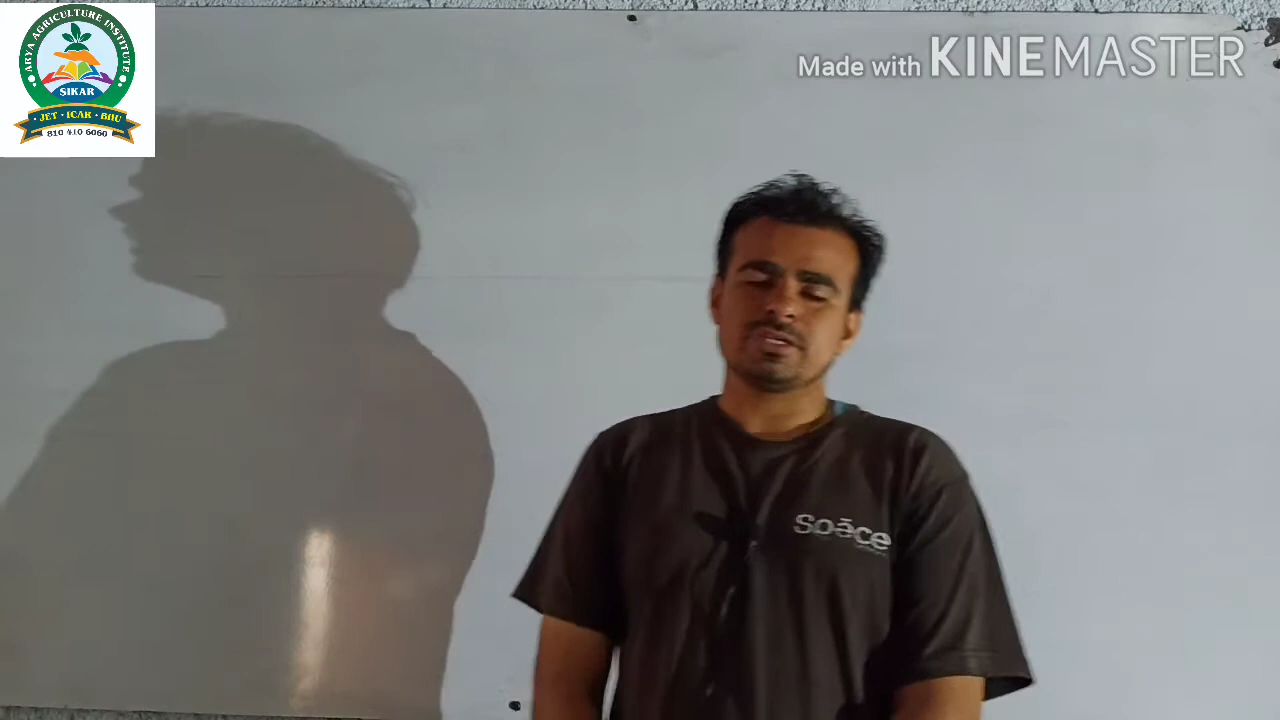 ARYA AGRICULTURE INSTITUTE
SIKAR
• JET • ICAR • BHU
810 410 6060
Made with KINEMASTER
Soāce